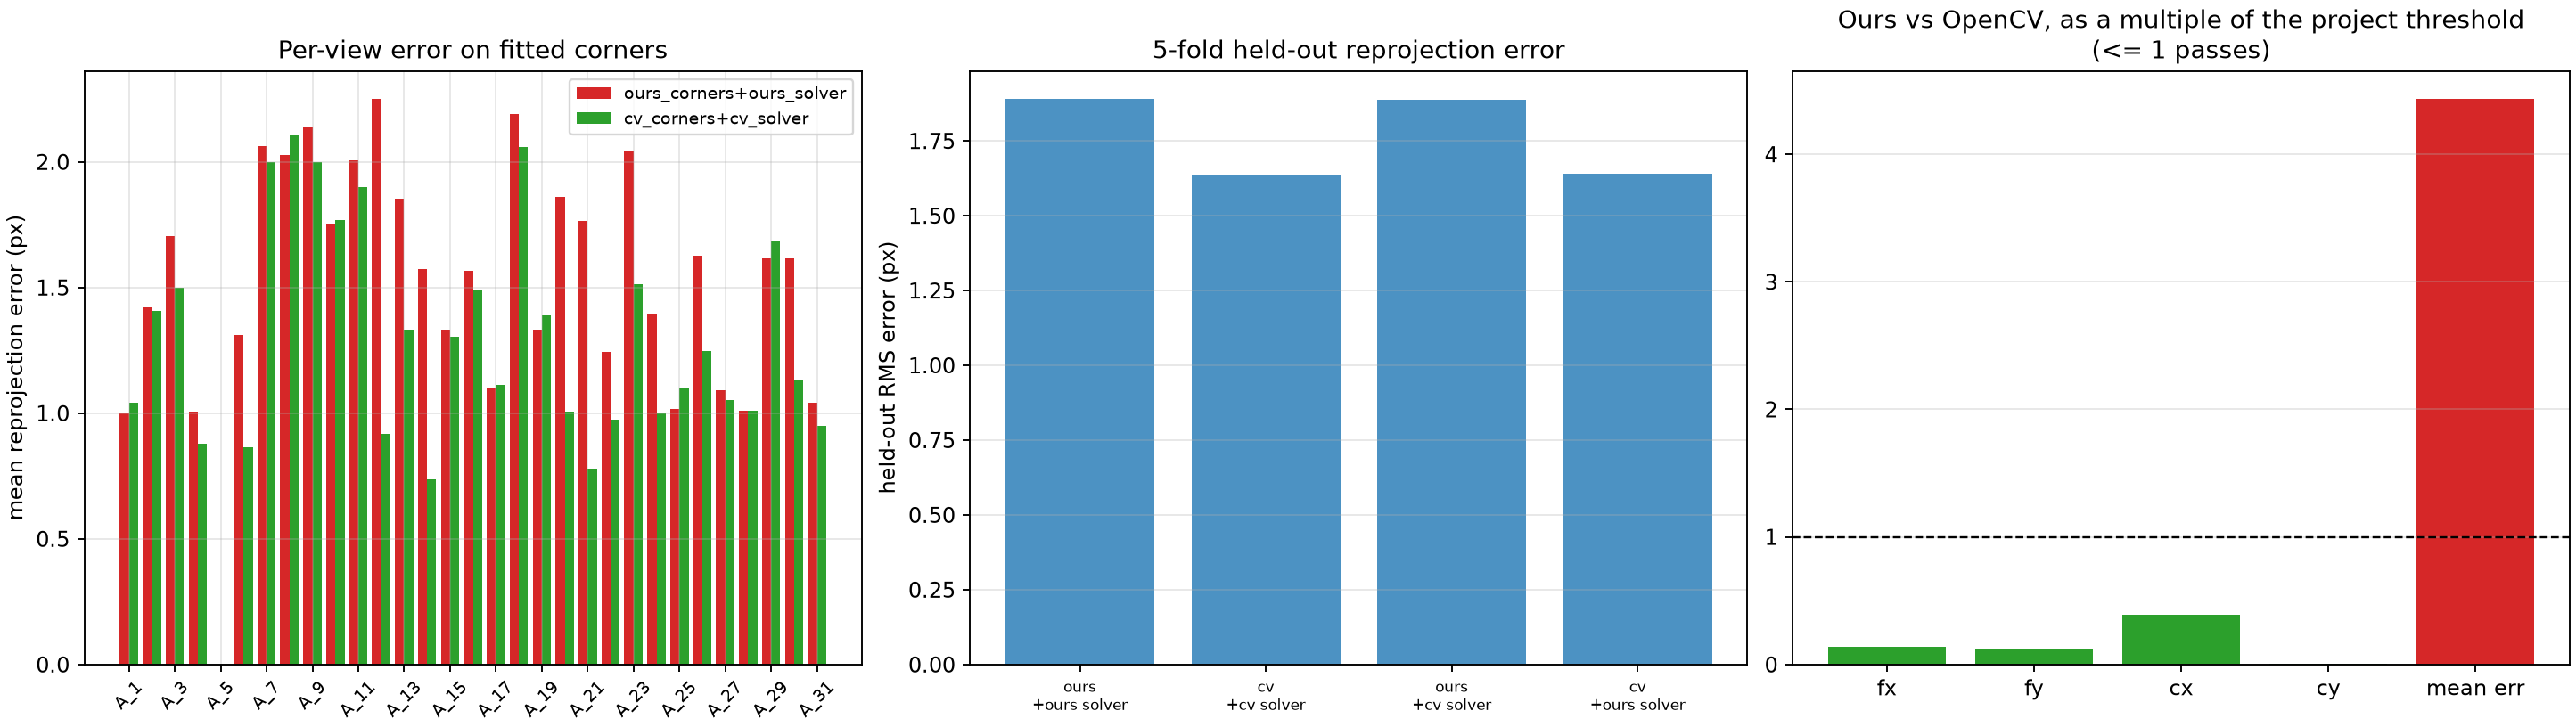 Per-view error on fitted corners
mean reprojection error (px)
2.0
1.5
1.0
0.5
0.0
ours_corners+ours_solver
cv_corners+cv_solver
A_1
A_3
A_5
A_7
A_9
A_11
A_13
A_15
A_17
A_19
A_21
A_23
A_25
A_27
A_29
A_31
5-fold held-out reprojection error
held-out RMS error (px)
1.75
1.50
1.25
1.00
0.75
0.50
0.25
0.00
ours
+ours solver
cv
+cv solver
ours
+cv solver
cv
+ours solver
Ours vs OpenCV, as a multiple of the project threshold
(<= 1 passes)
4
3
2
1
0
fx
fy
cx
cy
mean err